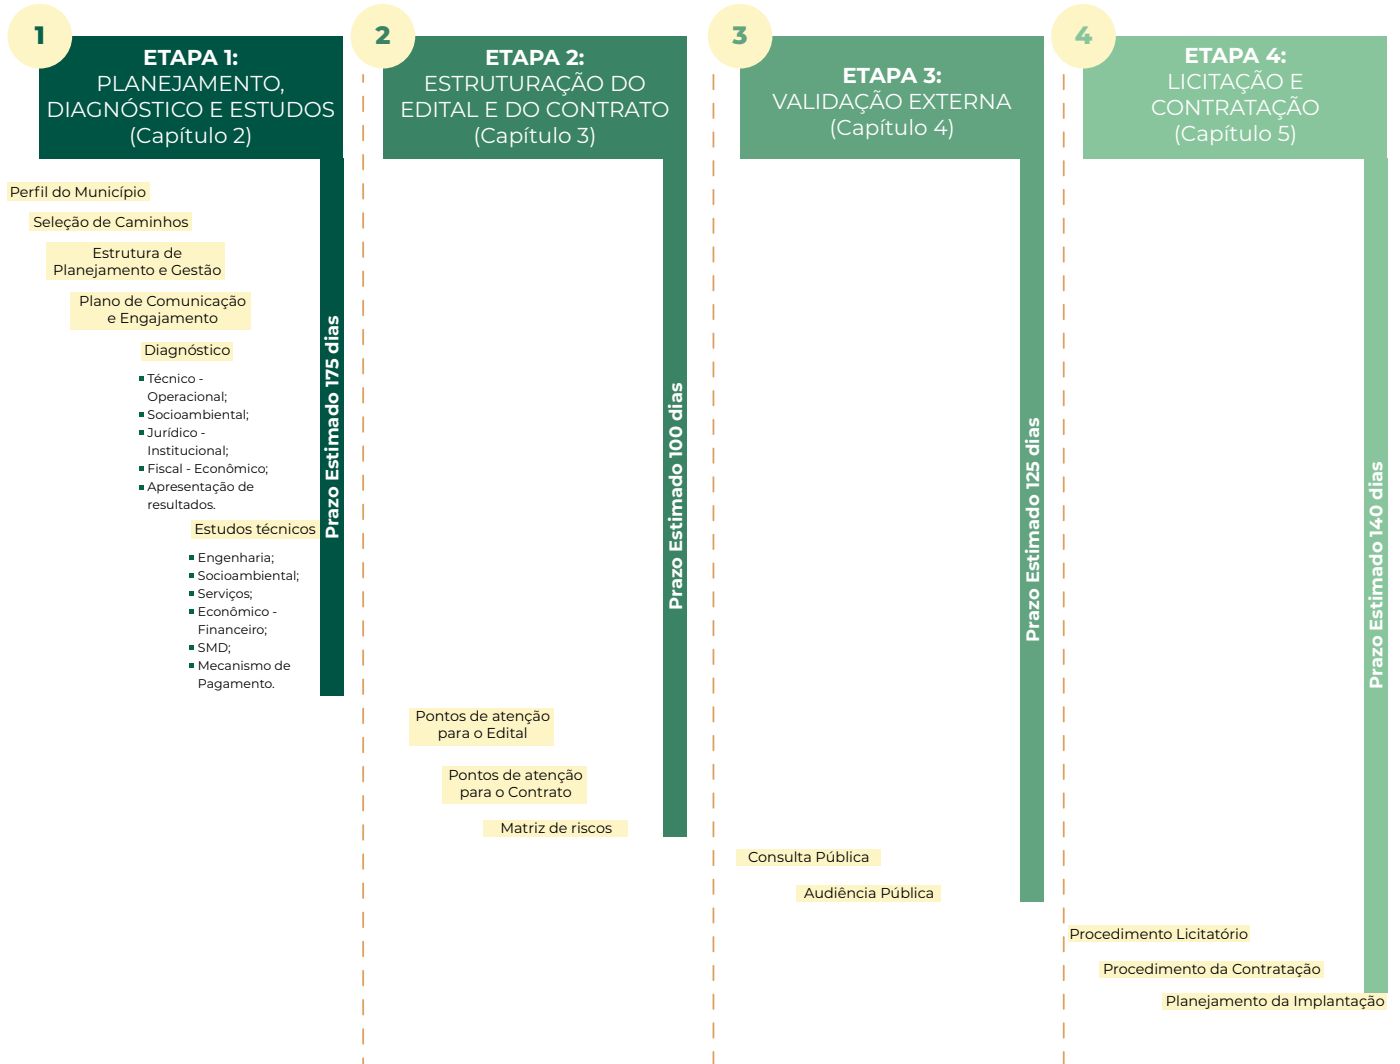 1
ETAPA 1:
PLANEJAMENTO,
DIAGNÓSTICO E ESTUDOS
(Capítulo 2)
Perfil do Município
Seleção de Caminhos
Estrutura de
Planejamento e Gestão
Plano de Comunicação
e Engajamento
Diagnóstico
Técnico -
Operacional;
Socioambiental;
Jurídico -
Institucional;
Fiscal - Econômico;
Apresentação de
resultados.
Estudos técnicos
Engenharia;
Socioambiental;
Serviços;
Econômico -
Financeiro;
SMD;
Mecanismo de
Pagamento.
Prazo Estimado 175 dias
2
ETAPA 2:
ESTRUTURAÇÃO DO
EDITAL E DO CONTRATO
(Capítulo 3)
Pontos de atenção
para o Edital
Pontos de atenção
para o Contrato
Matriz de riscos
Prazo Estimado 100 dias
3
ETAPA 3:
VALIDAÇÃO EXTERNA
(Capítulo 4)
Consulta Pública
Audiência Pública
Prazo Estimado 125 dias
4
ETAPA 4:
LICITAÇÃO E
CONTRATAÇÃO
(Capítulo 5)
Procedimento Licitatório
Procedimento da Contratação
Planejamento da Implantação
Prazo Estimado 140 dias